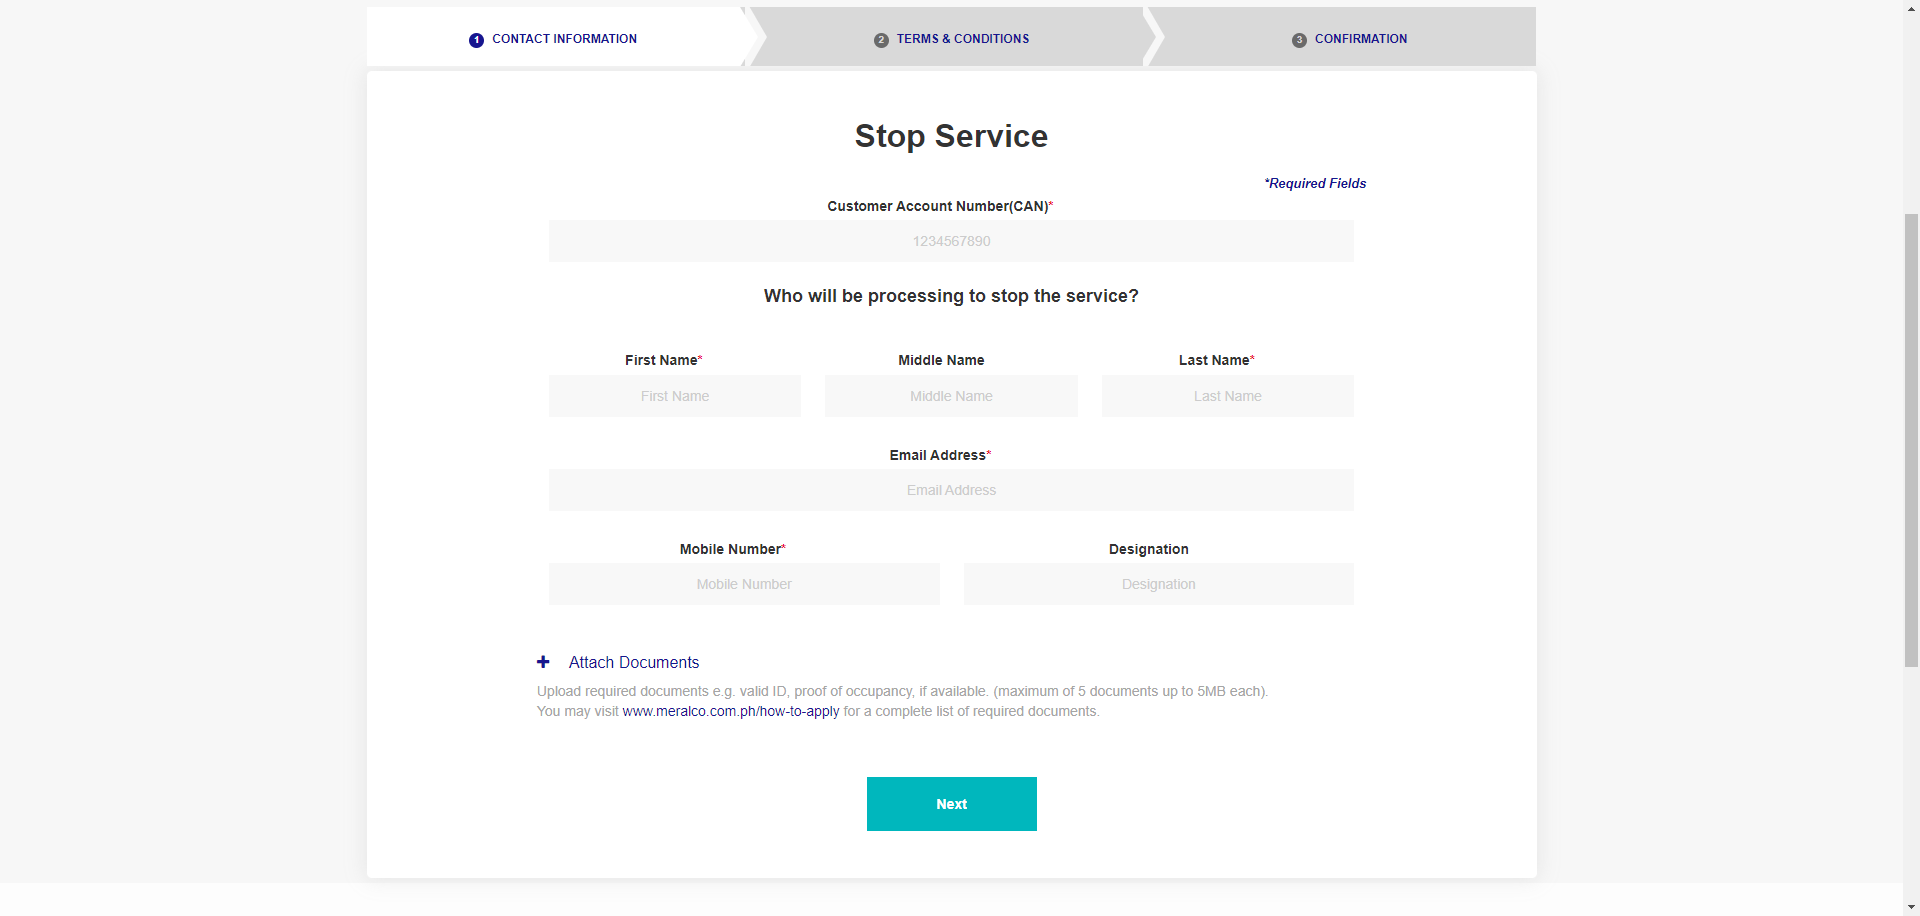 1 CONTACT INFORMATION
2 TERMS & CONDITIONS
3 CONFIRMATION
Stop Service
*Required Fields
Customer Account Number(CAN)*
1234567890
Who will be processing to stop the service?
First Name*
Middle Name
Last Name*
First Name
Middle Name
Last Name
Email Address*
Email Address
Mobile Number*
Designation
Mobile Number
Designation
+ Attach Documents
Upload required documents e.g. valid ID, proof of occupancy, if available. (maximum of 5 documents up to 5MB each).
You may visit www.meralco.com.ph/how-to-apply for a complete list of required documents.
Next